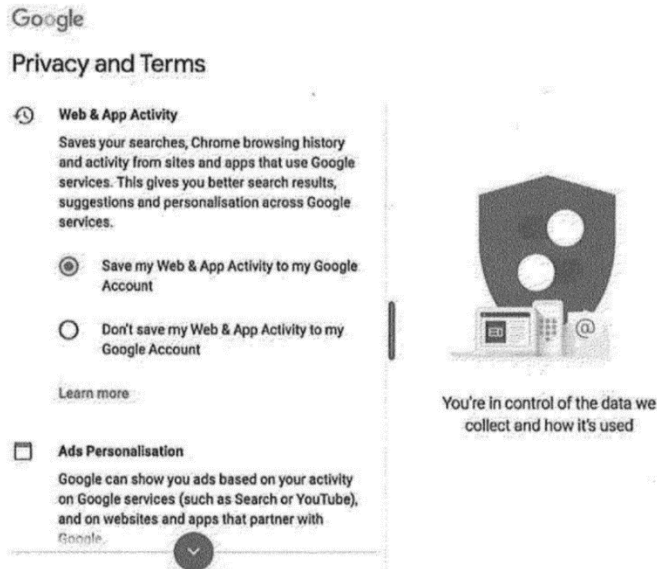 Google
Privacy and Terms
Web & App Activity
Saves your searches, Chrome browsing history
and activity from sites and apps that use Google
services. This gives you better search results,
suggestions and personalisation across Google
services.
Save my Web & App Activity to my Google
Account
Don't save my Web & App Activity to my
Google Account
Learn more
Ads Personalisation
Google can show you ads based on your activity
on Google services (such as Search or YouTube),
and on websites and apps that partner with
Google.
@
You're in control of the data we
collect and how it's used